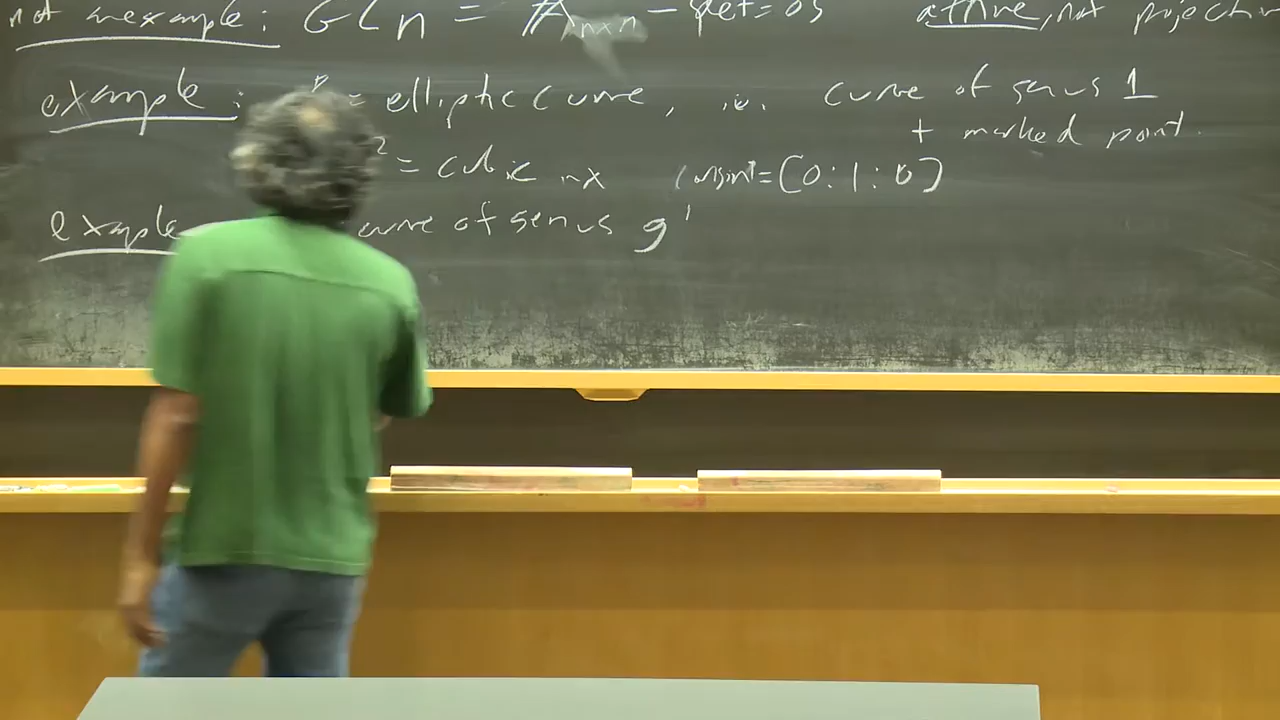 not an example: GLn = A n×n − {det=0} affine, not projective
example: = elliptic curve, i.e. curve of genus 1
+ marked point.
2 = cubic in x origin = (0:1:0)
example curve of genus g